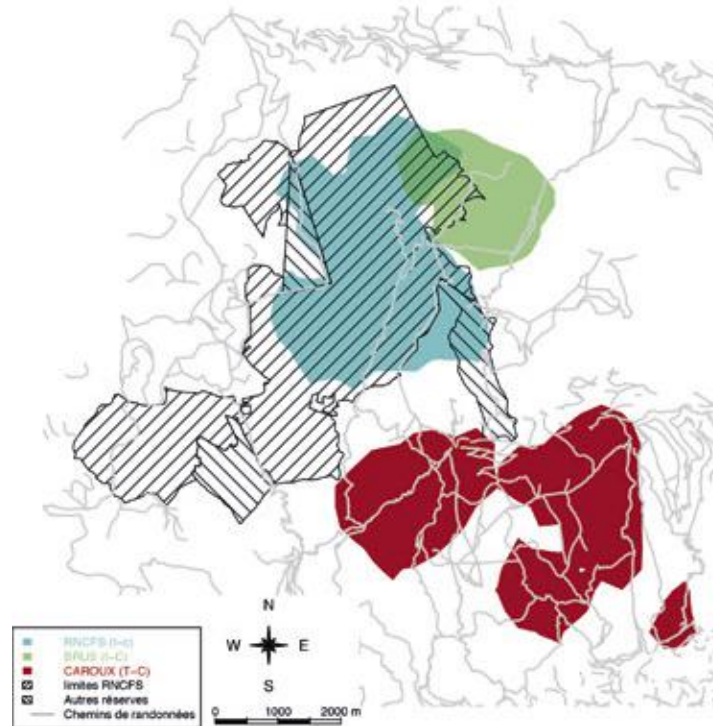 N
W E
S
RNCFS (t-c)
BRUS (t-C)
CAROUX (T-C)
limites RNCFS
Autres réserves
Chemins de randonnées
0 1000 2000 m